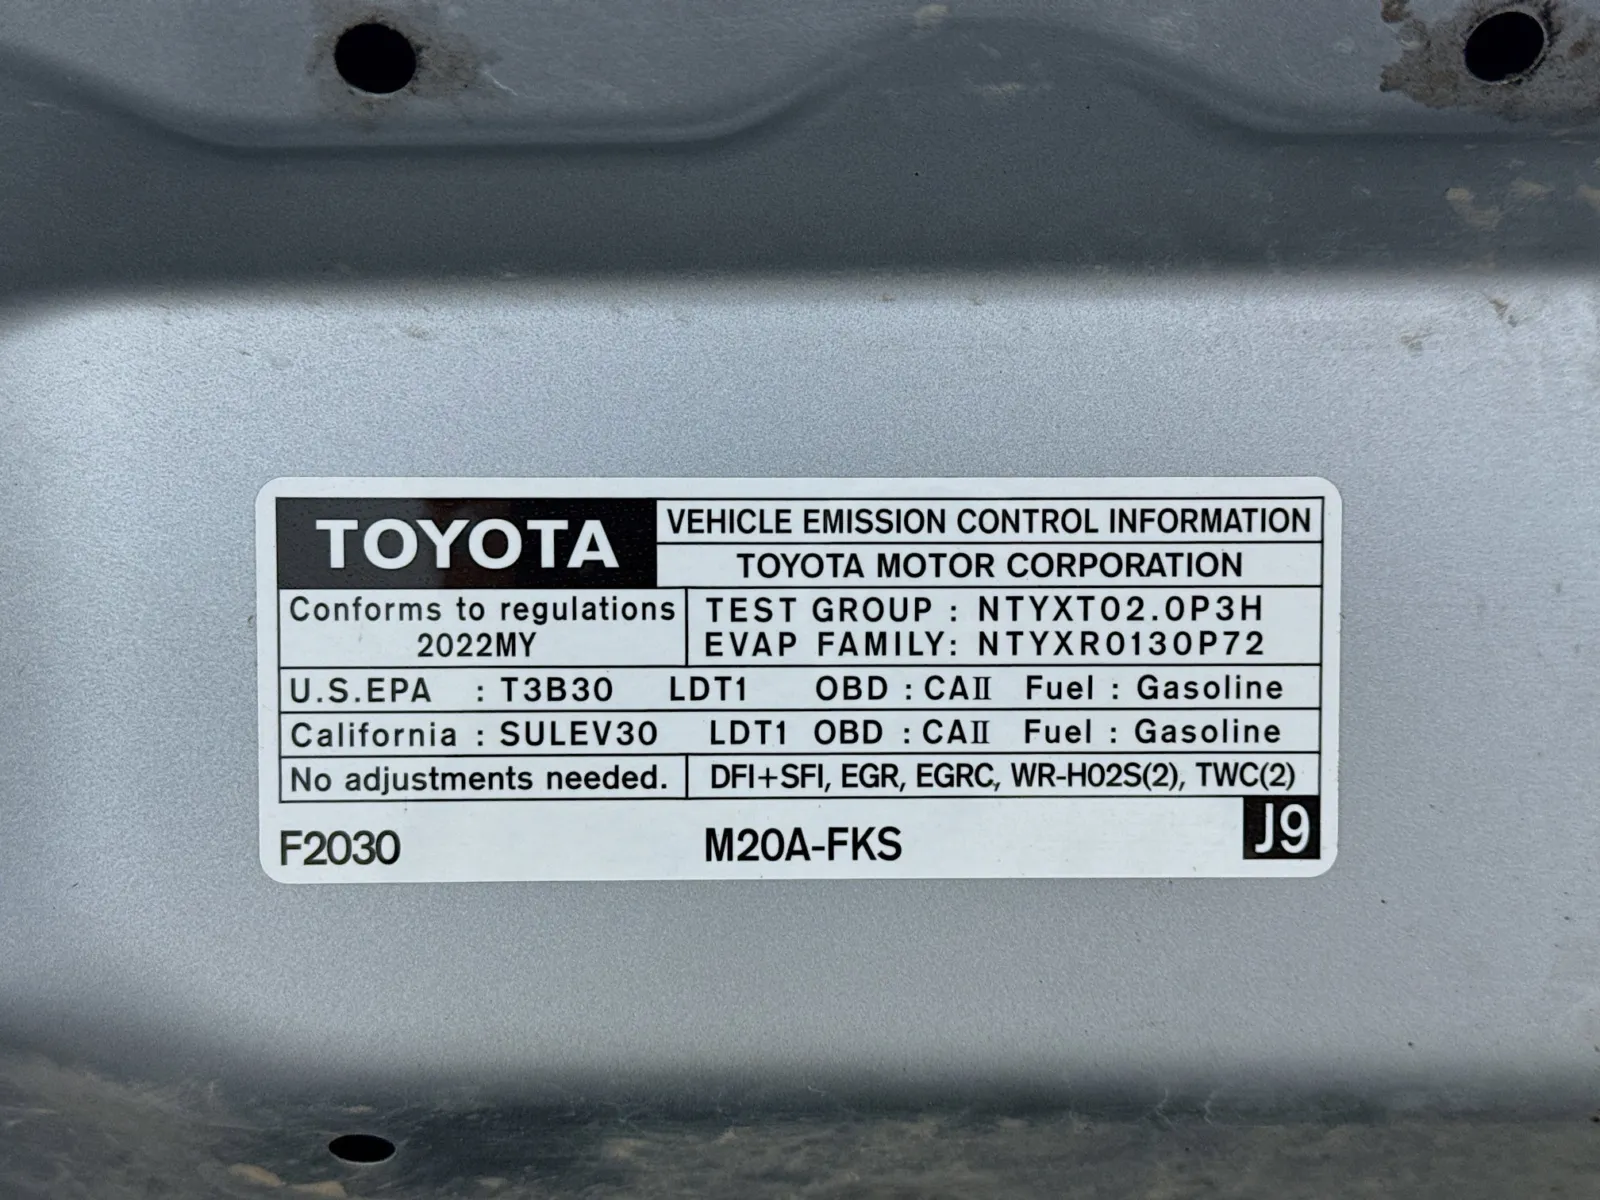 TOYOTA
VEHICLE EMISSION CONTROL INFORMATION
TOYOTA MOTOR CORPORATION
Conforms to regulations
2022MY
TEST GROUP : NTYXT02.0P3H
EVAP FAMILY: NTYXR0130P72
U.S.EPA : T3B30 LDT1 OBD : CAⅡ Fuel : Gasoline
California : SULEV30 LDT1 OBD : CAⅡ Fuel : Gasoline
No adjustments needed.
DFI+SFI, EGR, EGRC, WR-HO2S(2), TWC(2)
F2030
M20A-FKS
J9